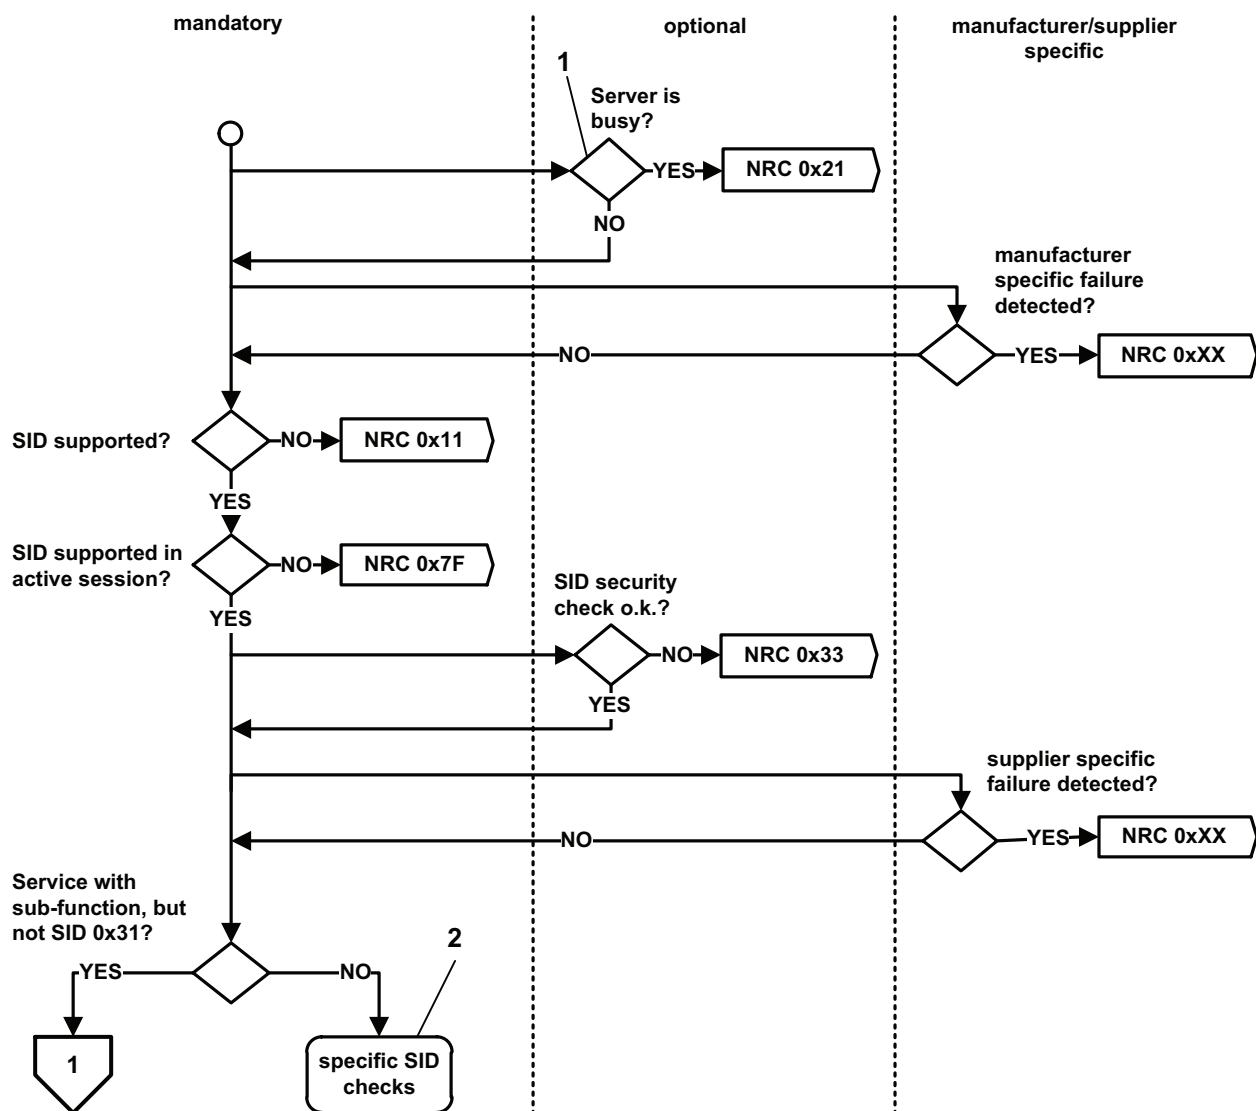 mandatory
optional
manufacturer/supplier
specific
1
Server is
busy?
YES
NRC 0x21
NO
manufacturer
specific failure
detected?
NO
YES
NRC 0xXX
SID supported?
NO
NRC 0x11
YES
SID supported in
active session?
NO
NRC 0x7F
YES
SID security
check o.k.?
NO
NRC 0x33
YES
supplier specific
failure detected?
NO
YES
NRC 0xXX
Service with
sub-function, but
not SID 0x31?
YES
NO
2
1
specific SID
checks